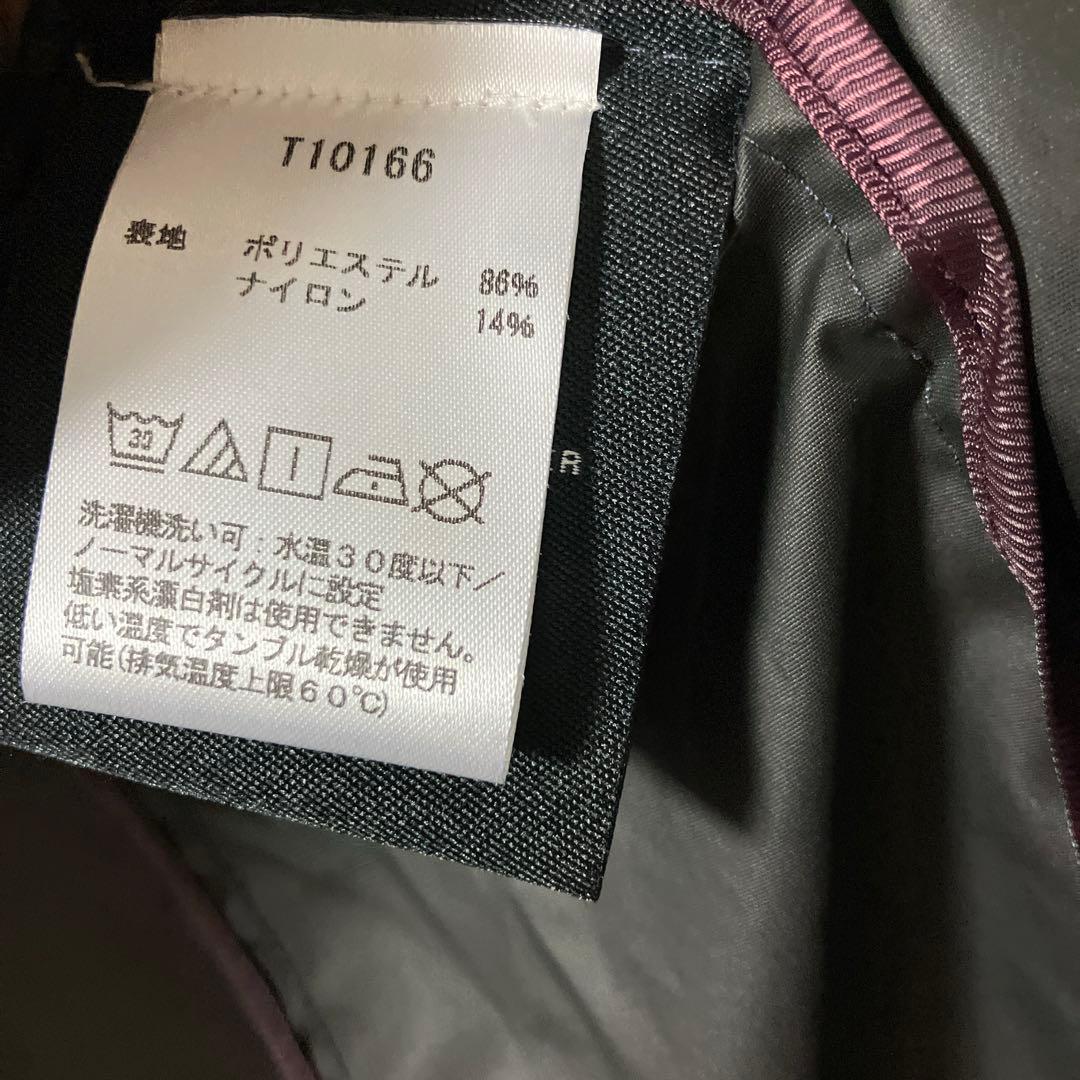 T10166
表地 ポリエステル 86%
ナイロン 14%
30
洗濯機洗い可:水温30度以下/
ノーマルサイクルに設定
塩素系漂白剤は使用できません。
低い温度でタンブル乾燥が使用
可能(排気温度上限60℃)
R